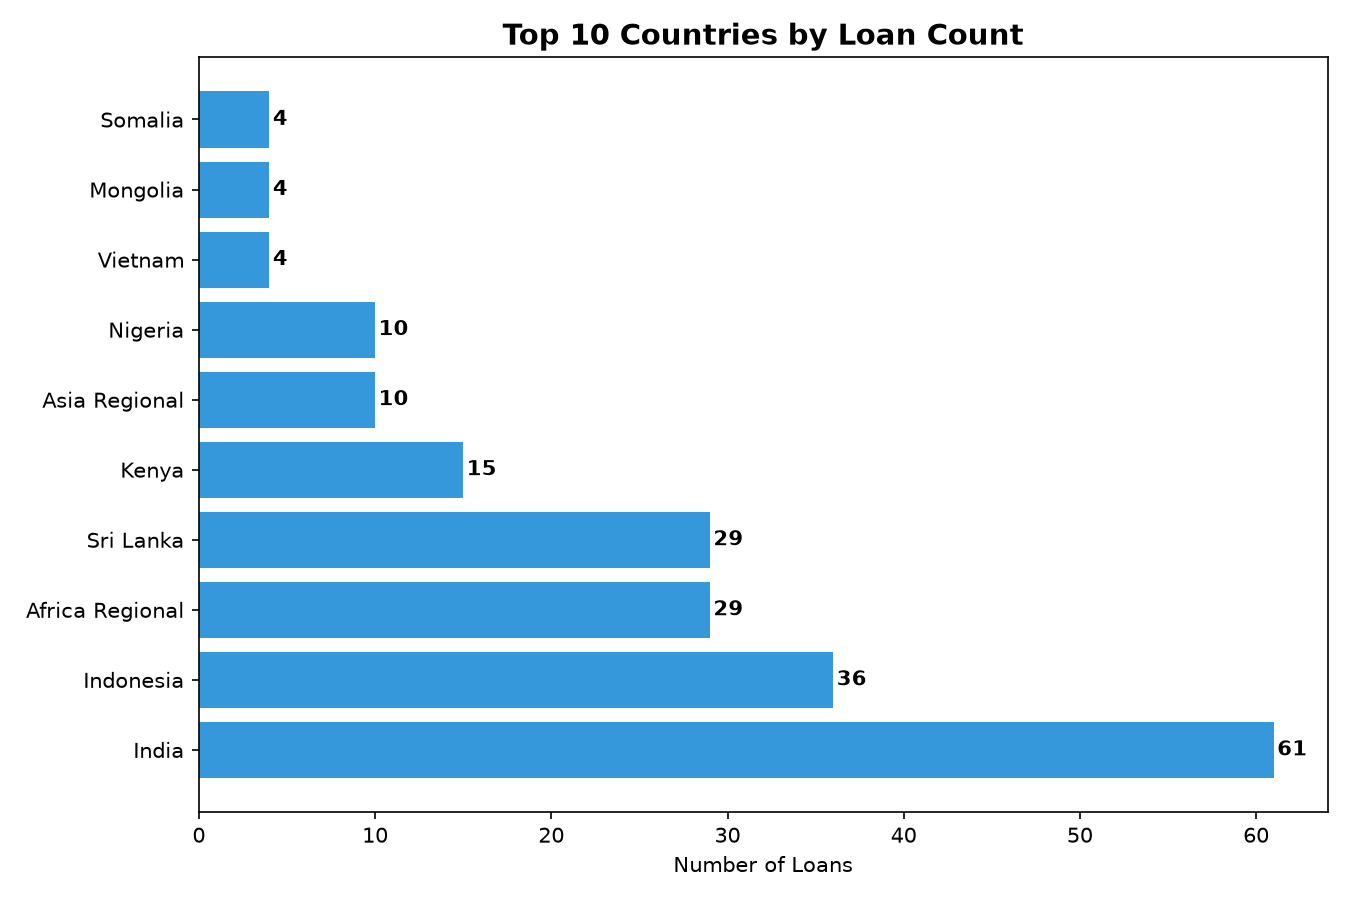 Top 10 Countries by Loan Count
Somalia 4
Mongolia 4
Vietnam 4
Nigeria 10
Asia Regional 10
Kenya 15
Sri Lanka 29
Africa Regional 29
Indonesia 36
India 61
0 10 20 30 40 50 60
Number of Loans